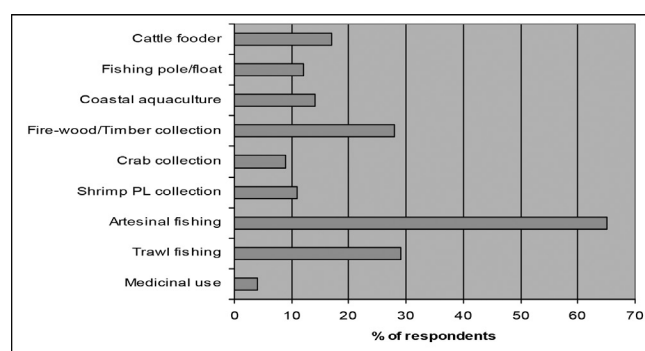 Cattle fooder
Fishing pole/float
Coastal aquaculture
Fire-wood/Timber collection
Crab collection
Shrimp PL collection
Artesinal fishing
Trawl fishing
Medicinal use
0 10 20 30 40 50 60 70
% of respondents